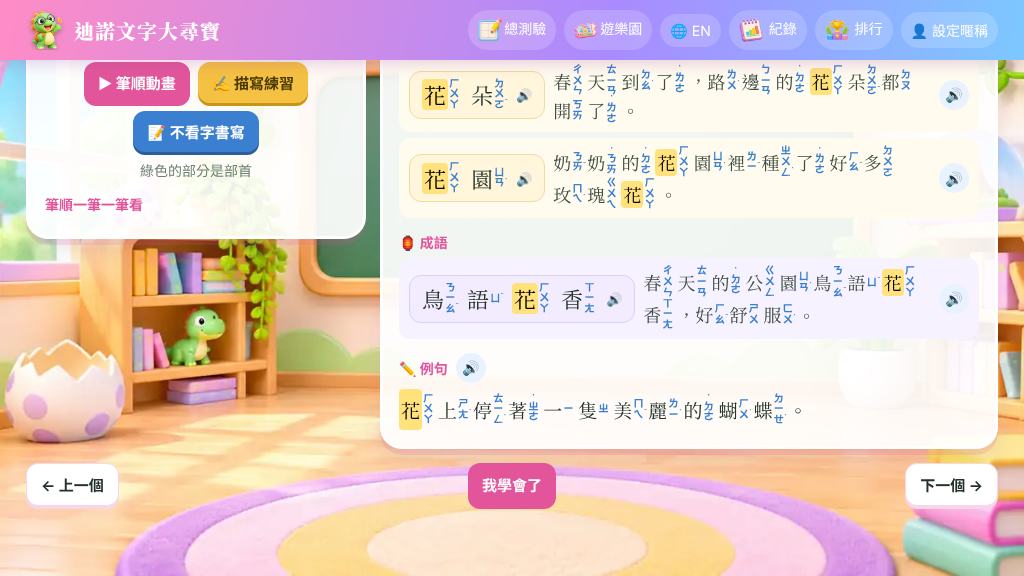 迪諾文字大尋寶
📝 總測驗
🎟️ 遊樂園
🌐 EN
📅 紀錄
排行
👤 設定暱稱
▶ 筆順動畫
✍️ 描寫練習
📝 不看字書寫
綠色的部分是部首
筆順一筆一筆看
花朵 🔊
春天到了，路邊的花朵都
開了。
花園 🔊
奶奶的花園裡種了好多
玫瑰花。
🏮 成語
鳥語花香 🔊
春天的公園鳥語花
香，好舒服。
✏️ 例句 🔊
花上停著一隻美麗的蝴蝶。
← 上一個
我學會了
下一個 →